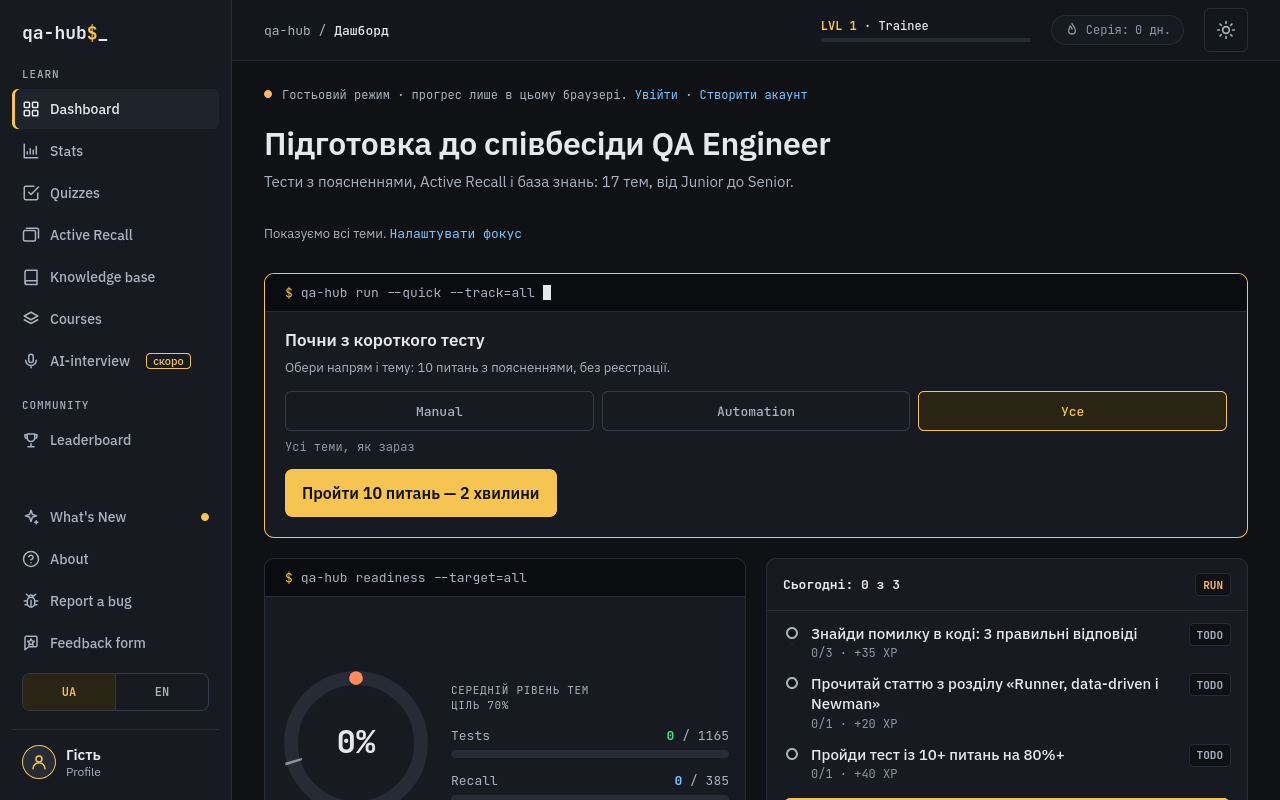 qa-hub$_
LEARN
Dashboard
Stats
Quizzes
Active Recall
Knowledge base
Courses
AI-interview скоро
COMMUNITY
Leaderboard
What's New
About
Report a bug
Feedback form
UA EN
Гість
Profile
qa-hub / Дашборд
LVL 1 · Trainee
Серія: 0 дн.
Гостьовий режим · прогрес лише в цьому браузері. Увійти · Створити акаунт
Підготовка до співбесіди QA Engineer
Тести з поясненнями, Active Recall і база знань: 17 тем, від Junior до Senior.
Показуємо всі теми. Налаштувати фокус
$ qa-hub run --quick --track=all
Почни з короткого тесту
Обери напрям і тему: 10 питань з поясненнями, без реєстрації.
Manual Automation Усе
Усі теми, як зараз
Пройти 10 питань — 2 хвилини
$ qa-hub readiness --target=all
0%
СЕРЕДНІЙ РІВЕНЬ ТЕМ
ЦІЛЬ 70%
Tests 0 / 1165
Recall 0 / 385
Сьогодні: 0 з 3 RUN
Знайди помилку в коді: 3 правильні відповіді TODO
0/3 · +35 XP
Прочитай статтю з розділу «Runner, data-driven і TODO
Newman»
0/1 · +20 XP
Пройди тест із 10+ питань на 80%+ TODO
0/1 · +40 XP